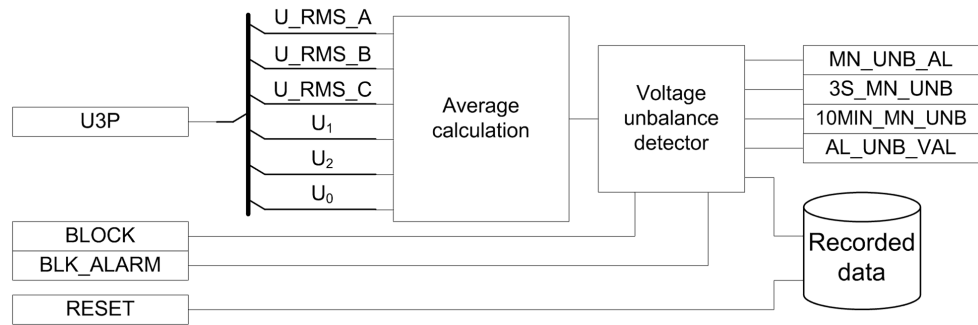 U3P
U_RMS_A
U_RMS_B
U_RMS_C
U₁
U₂
U₀
Average
calculation
Voltage
unbalance
detector
MN_UNB_AL
3S_MN_UNB
10MIN_MN_UNB
AL_UNB_VAL
BLOCK
BLK_ALARM
RESET
Recorded
data